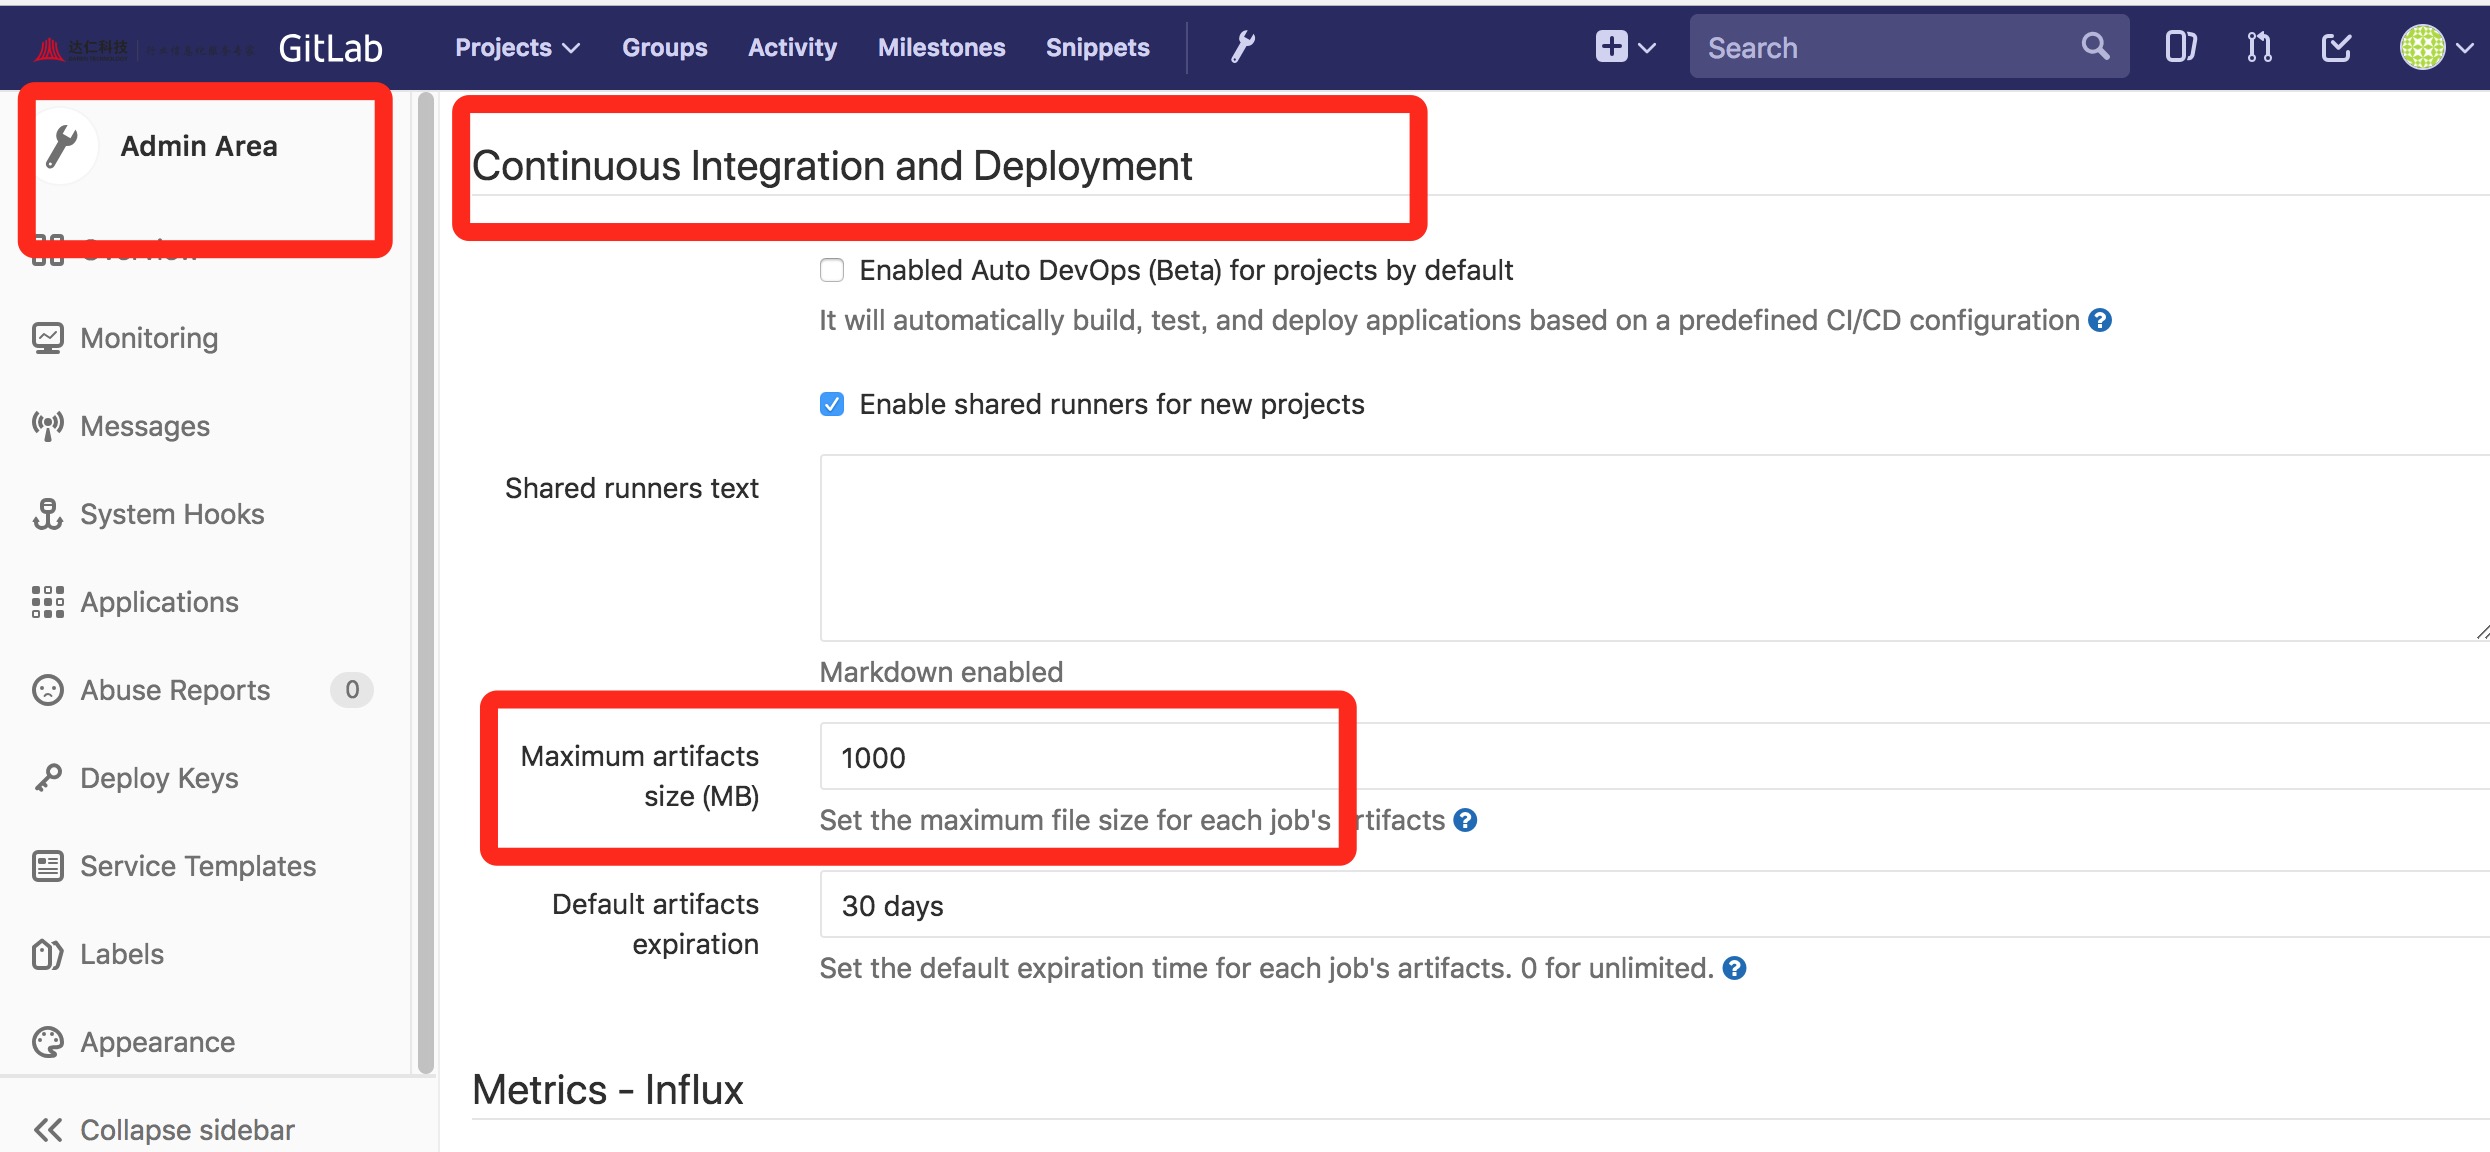 达仁科技
GitLab
Projects
Groups
Activity
Milestones
Snippets
Search
Admin Area
Overview
Monitoring
Messages
System Hooks
Applications
Abuse Reports
0
Deploy Keys
Service Templates
Labels
Appearance
Collapse sidebar
Continuous Integration and Deployment
Enabled Auto DevOps (Beta) for projects by default
It will automatically build, test, and deploy applications based on a predefined CI/CD configuration
Enable shared runners for new projects
Shared runners text
Markdown enabled
Maximum artifacts
size (MB)
1000
Set the maximum file size for each job's artifacts
Default artifacts
expiration
30 days
Set the default expiration time for each job's artifacts. 0 for unlimited.
Metrics - Influx